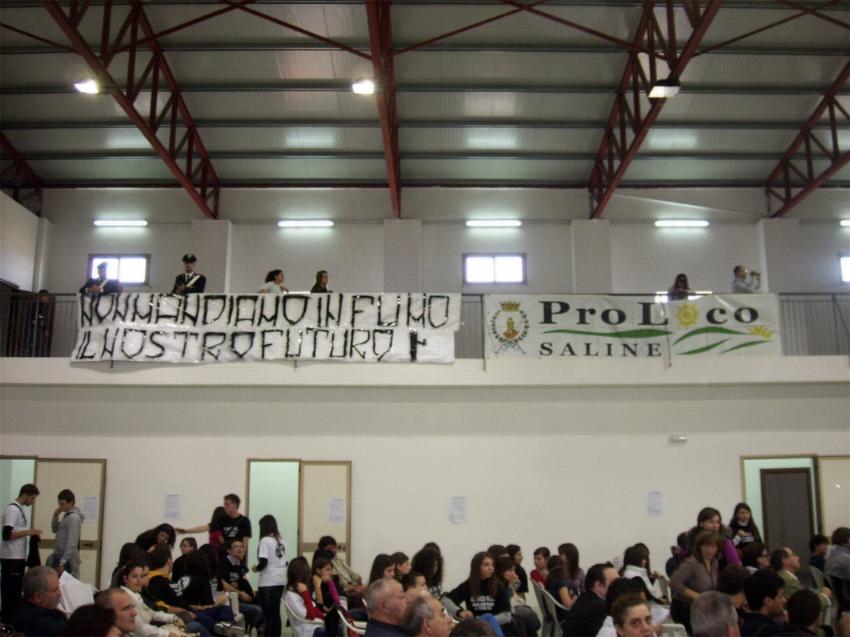 NON MANDIAMO IN FUMO
IL NOSTRO FUTURO !
PRO LOCO
SALINE